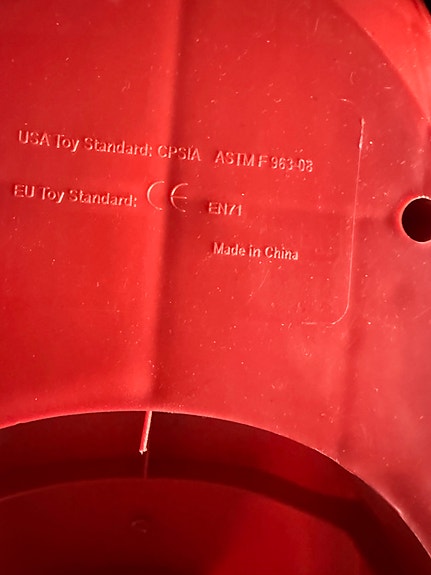 USA Toy Standard: CPSIA ASTM F 963-08
EU Toy Standard: CE EN71
Made in China